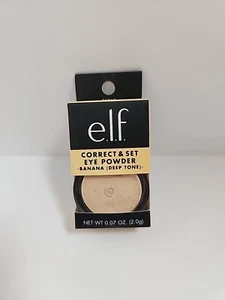 e.l.f.
CORRECT & SET
EYE POWDER
-BANANA (DEEP TONE)-
NET WT 0.07 OZ. (2.0g)